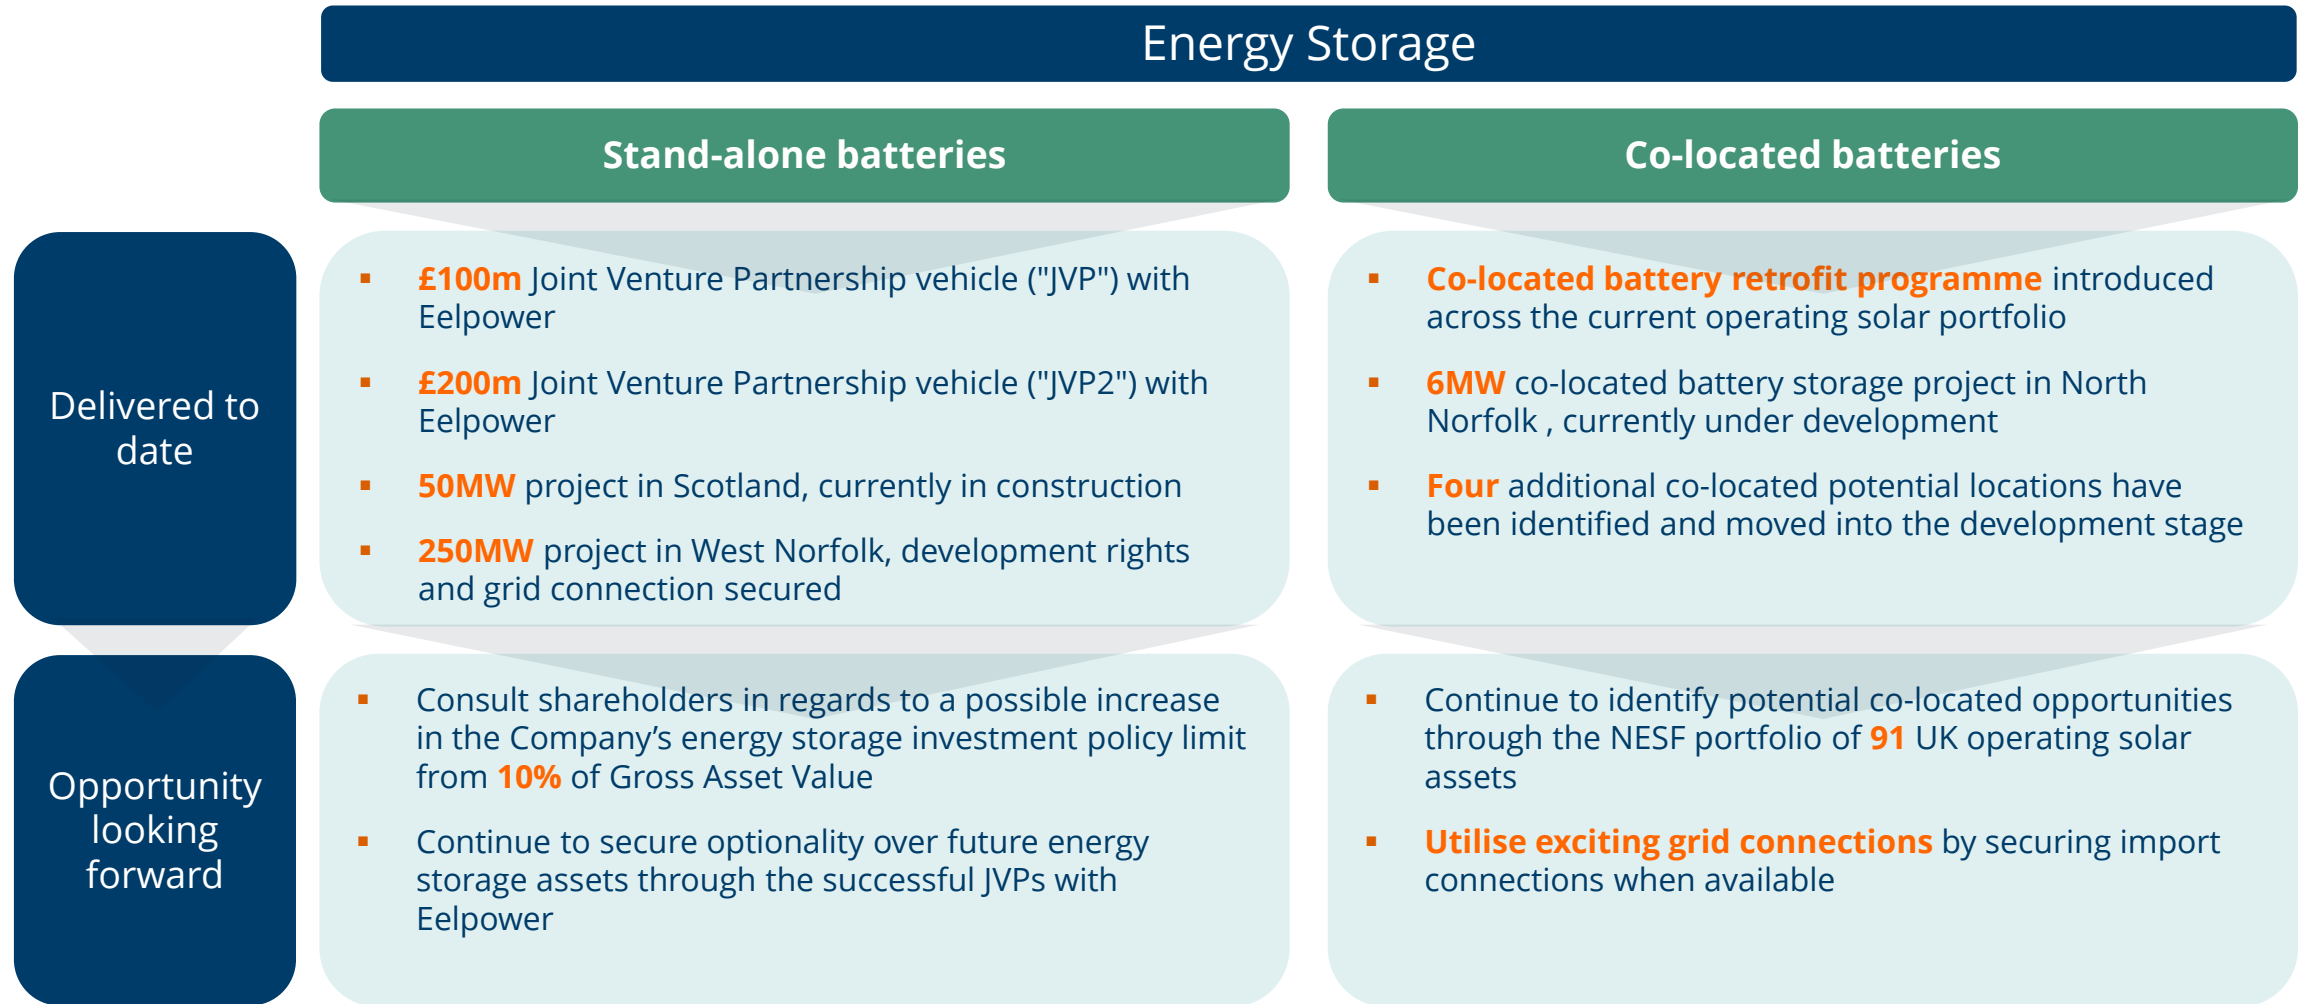 Energy Storage
Stand-alone batteries
Co-located batteries
Delivered to
date
▪ £100m Joint Venture Partnership vehicle ("JVP") with
Eelpower
▪ £200m Joint Venture Partnership vehicle ("JVP2") with
Eelpower
▪ 50MW project in Scotland, currently in construction
▪ 250MW project in West Norfolk, development rights
and grid connection secured
▪ Co-located battery retrofit programme introduced
across the current operating solar portfolio
▪ 6MW co-located battery storage project in North
Norfolk , currently under development
▪ Four additional co-located potential locations have
been identified and moved into the development stage
Opportunity
looking
forward
▪ Consult shareholders in regards to a possible increase
in the Company’s energy storage investment policy limit
from 10% of Gross Asset Value
▪ Continue to secure optionality over future energy
storage assets through the successful JVPs with
Eelpower
▪ Continue to identify potential co-located opportunities
through the NESF portfolio of 91 UK operating solar
assets
▪ Utilise exciting grid connections by securing import
connections when available